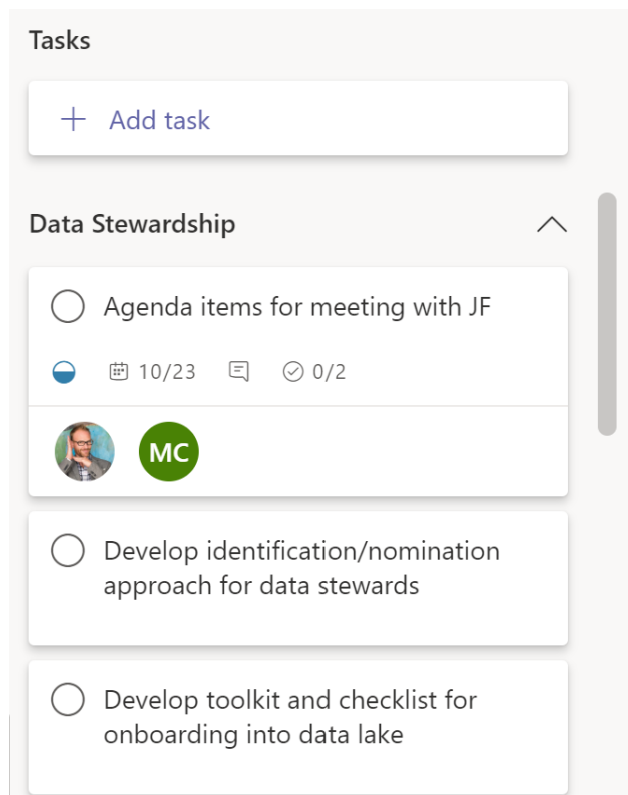 Tasks
+ Add task
Data Stewardship
Agenda items for meeting with JF
10/23 0/2
MC
Develop identification/nomination
approach for data stewards
Develop toolkit and checklist for
onboarding into data lake